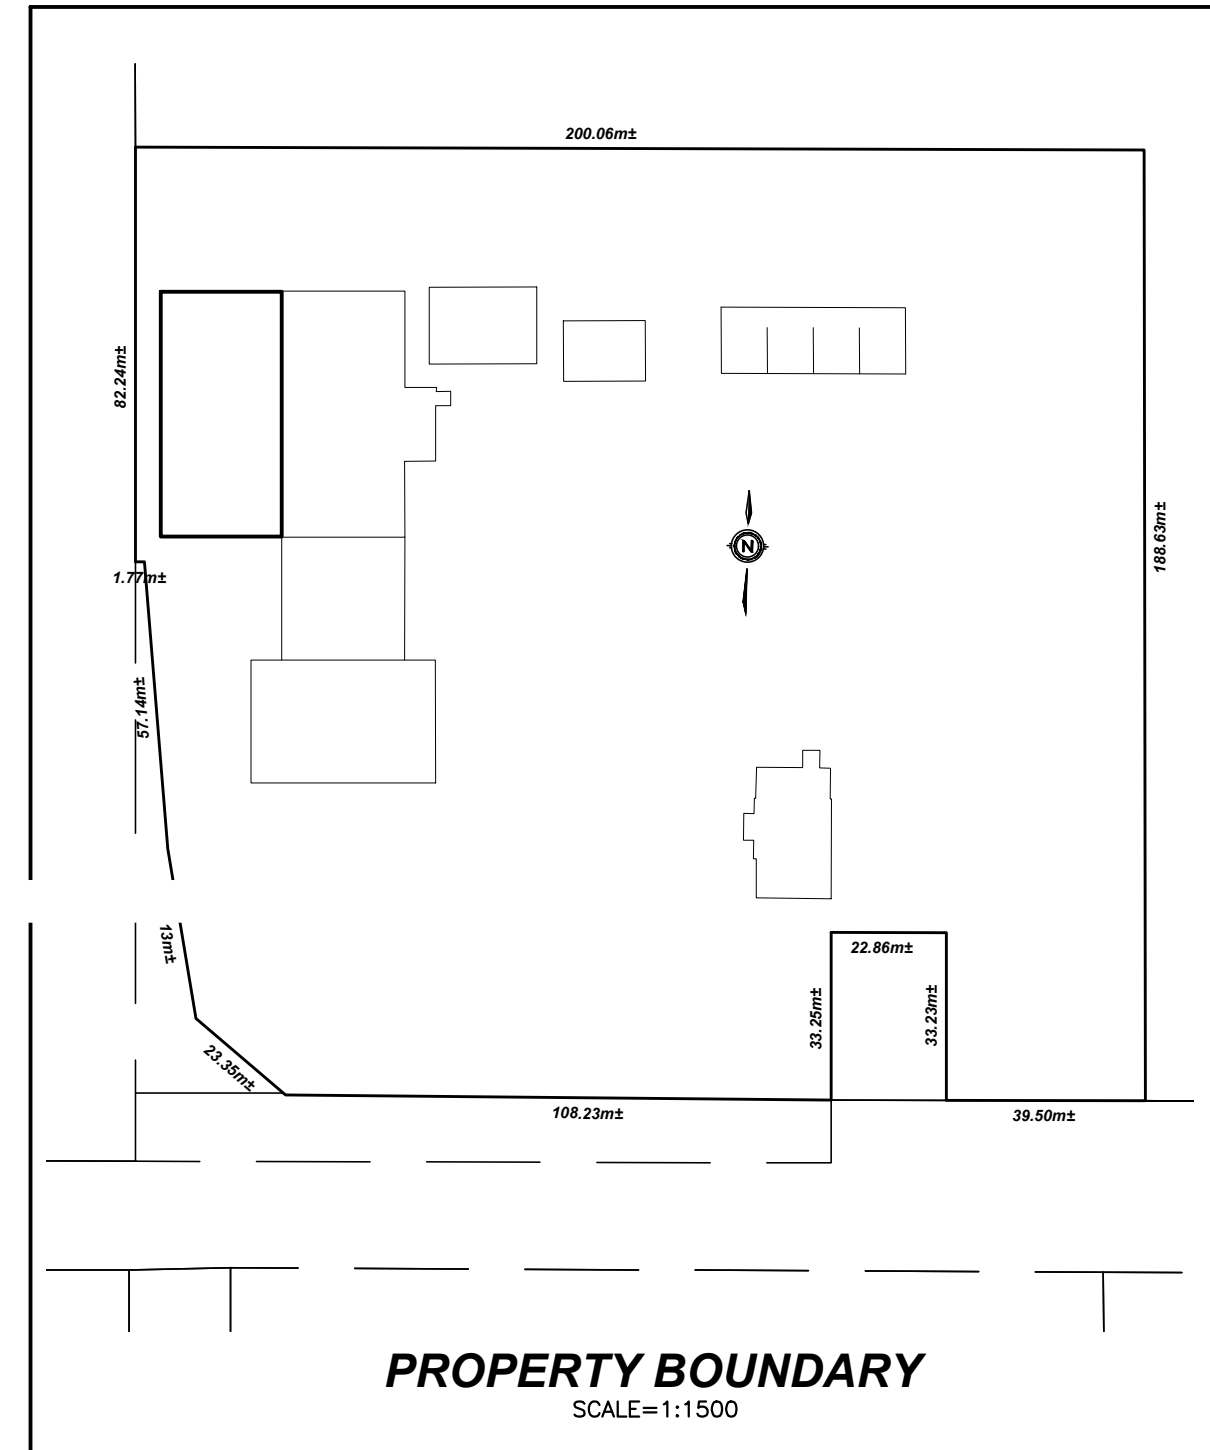 200.06m±
82.24m±
188.63m±
N
1.77m±
57.14m±
13m±
22.86m±
33.25m±
33.23m±
23.35m±
108.23m±
39.50m±
PROPERTY BOUNDARY
SCALE=1:1500